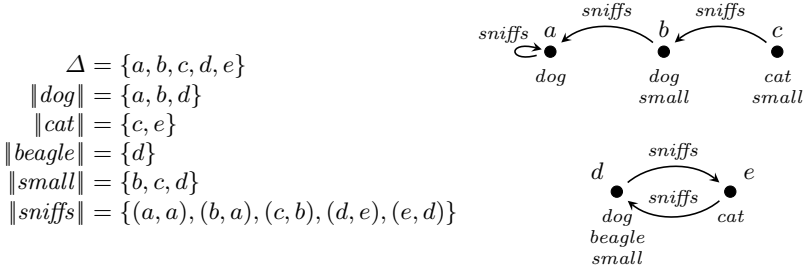 Δ = {a, b, c, d, e}
‖dog‖ = {a, b, d}
‖cat‖ = {c, e}
‖beagle‖ = {d}
‖small‖ = {b, c, d}
‖sniffs‖ = {(a, a), (b, a), (c, b), (d, e), (e, d)}
sniffs sniffs
sniffs a b c
dog dog cat
small small
sniffs
d e
sniffs
dog cat
beagle
small